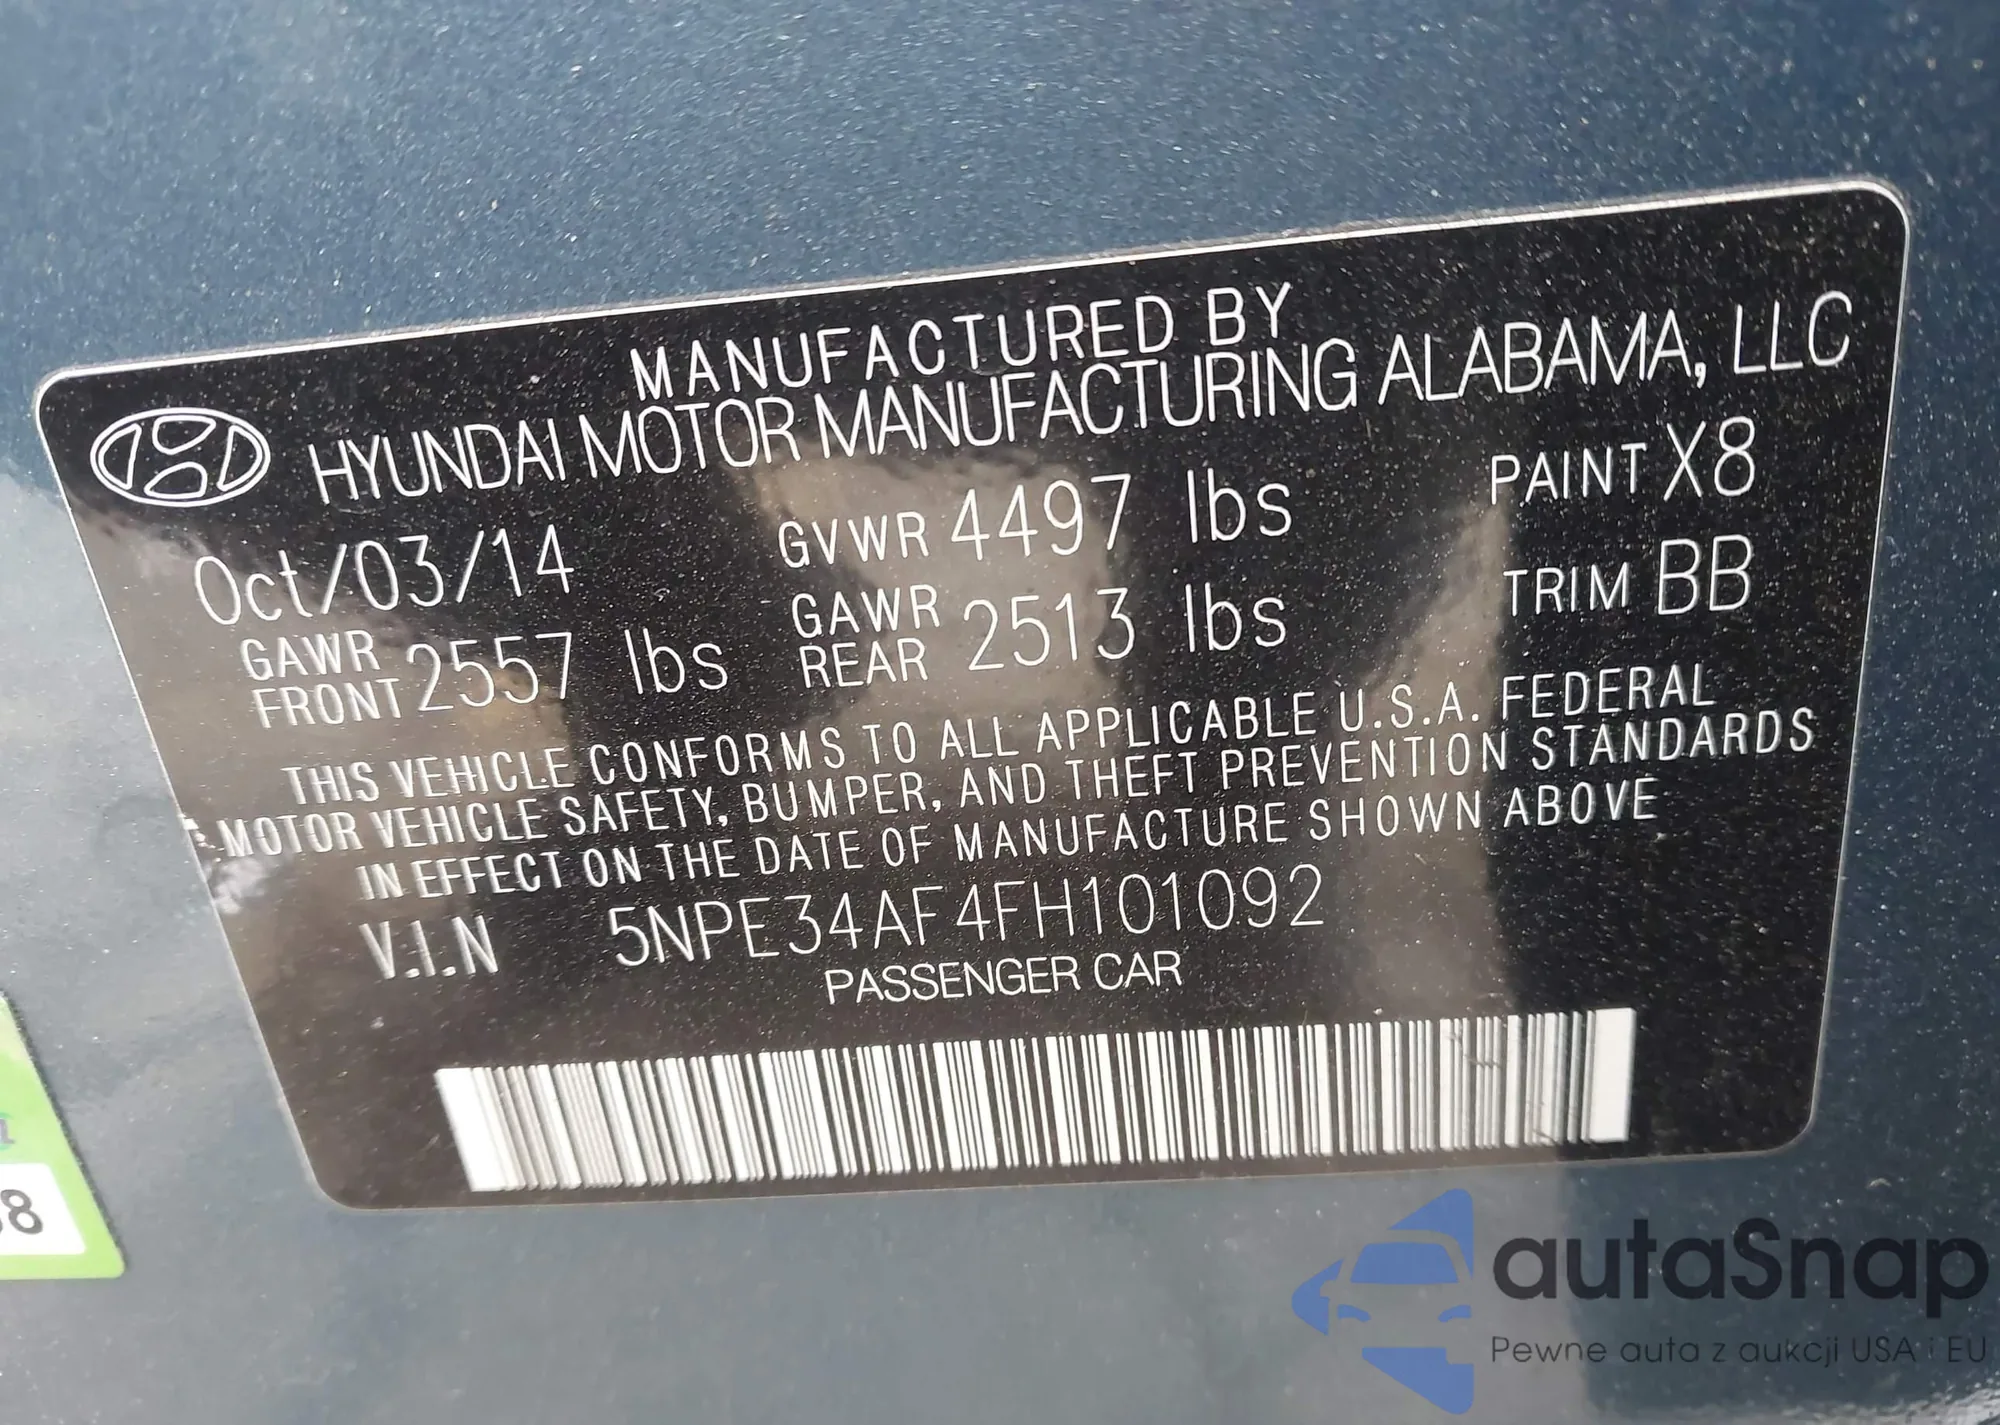 MANUFACTURED BY
HYUNDAI MOTOR MANUFACTURING ALABAMA, LLC
Oct/03/14 GVWR 4497 lbs PAINT X8
GAWR FRONT 2557 lbs GAWR REAR 2513 lbs TRIM BB
THIS VEHICLE CONFORMS TO ALL APPLICABLE U.S.A. FEDERAL
MOTOR VEHICLE SAFETY, BUMPER, AND THEFT PREVENTION STANDARDS
IN EFFECT ON THE DATE OF MANUFACTURE SHOWN ABOVE
V.I.N 5NPE34AF4FH101092
PASSENGER CAR
8
autaSnap
Pewne auta z aukcji USA i EU